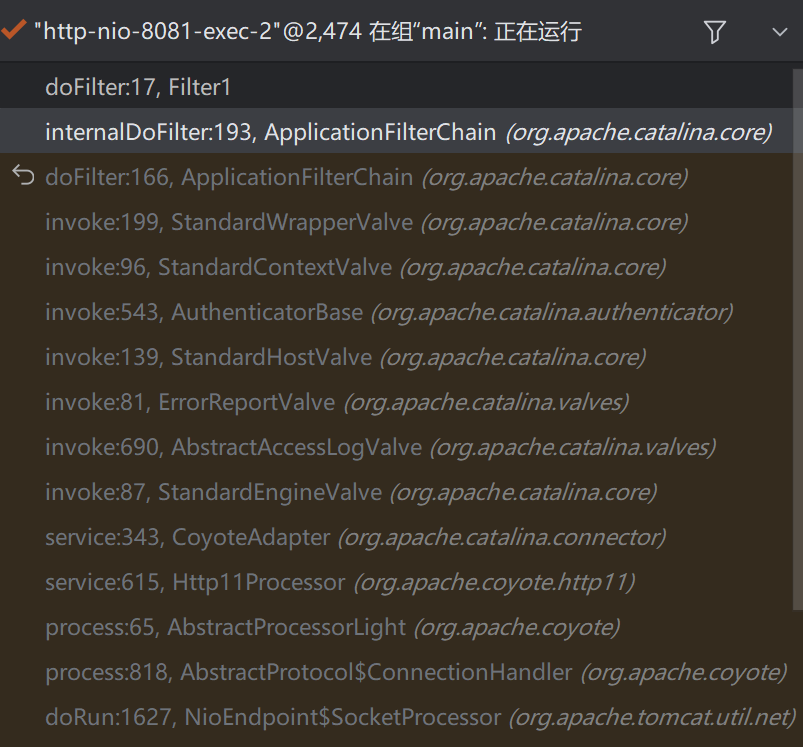 "http-nio-8081-exec-2"@2,474 在组“main”: 正在运行
doFilter:17, Filter1
internalDoFilter:193, ApplicationFilterChain (org.apache.catalina.core)
doFilter:166, ApplicationFilterChain (org.apache.catalina.core)
invoke:199, StandardWrapperValve (org.apache.catalina.core)
invoke:96, StandardContextValve (org.apache.catalina.core)
invoke:543, AuthenticatorBase (org.apache.catalina.authenticator)
invoke:139, StandardHostValve (org.apache.catalina.core)
invoke:81, ErrorReportValve (org.apache.catalina.valves)
invoke:690, AbstractAccessLogValve (org.apache.catalina.valves)
invoke:87, StandardEngineValve (org.apache.catalina.core)
service:343, CoyoteAdapter (org.apache.catalina.connector)
service:615, Http11Processor (org.apache.coyote.http11)
process:65, AbstractProcessorLight (org.apache.coyote)
process:818, AbstractProtocol$ConnectionHandler (org.apache.coyote)
doRun:1627, NioEndpoint$SocketProcessor (org.apache.tomcat.util.net)